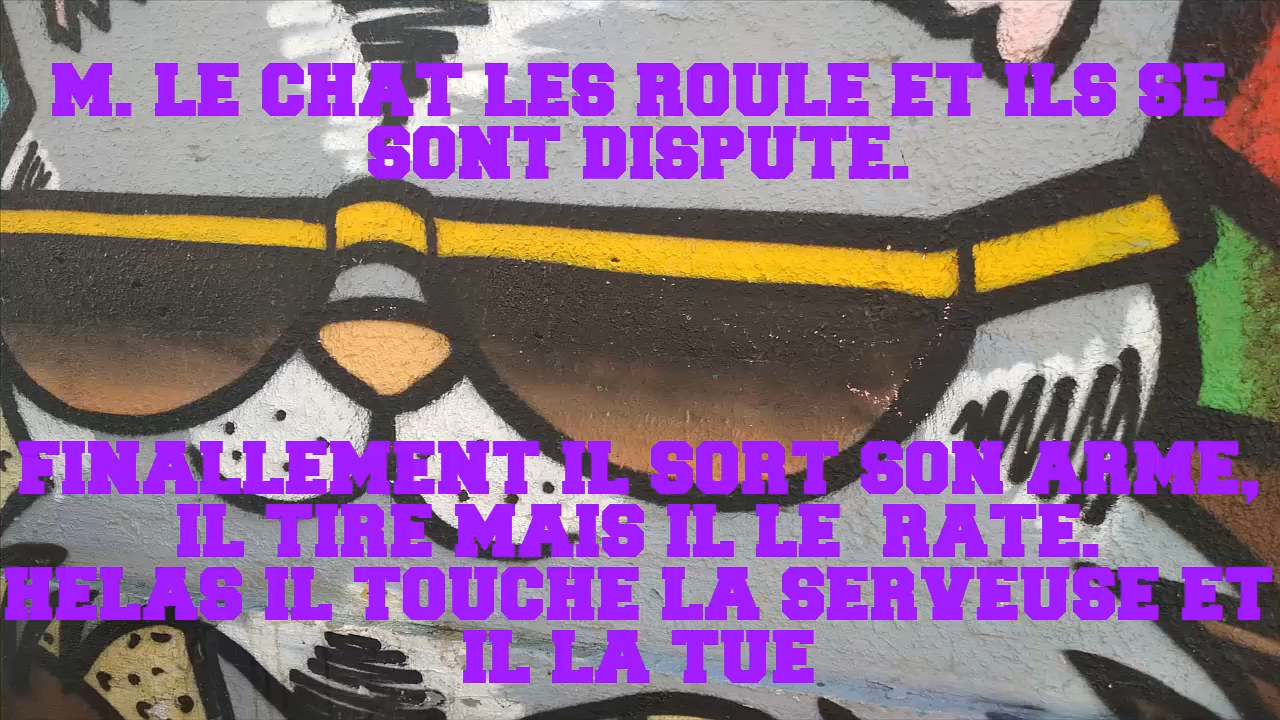 M. LE CHAT LES ROULE ET ILS SE
SONT DISPUTE.
FINALLEMENT IL SORT SON ARME,
IL TIRE MAIS IL LE RATE.
HELAS IL TOUCHE LA SERVEUSE ET
IL LA TUE